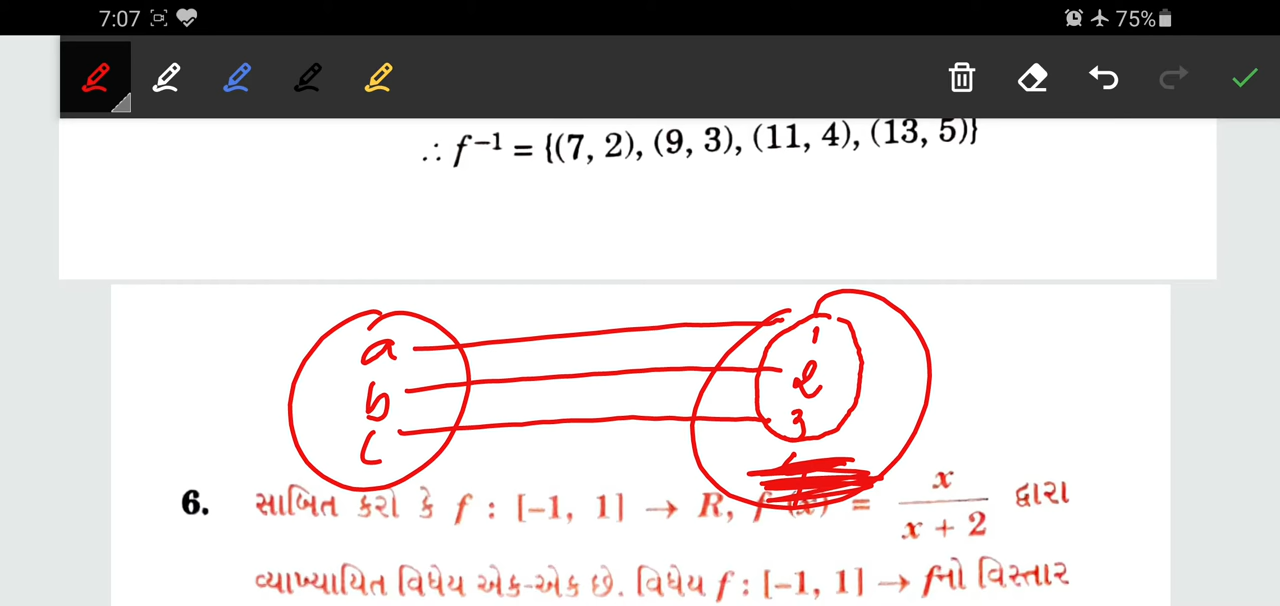 7:07 75%
∴ f⁻¹ = {(7, 2), (9, 3), (11, 4), (13, 5)}
a 1
b 2
c 3
6. સાબિત કરો કે f : [−1, 1] → R, f (x) = x / (x + 2) દ્વારા
વ્યાખ્યાયિત વિધેય એક-એક છે. વિધેય f : [−1, 1] → fનો વિસ્તાર